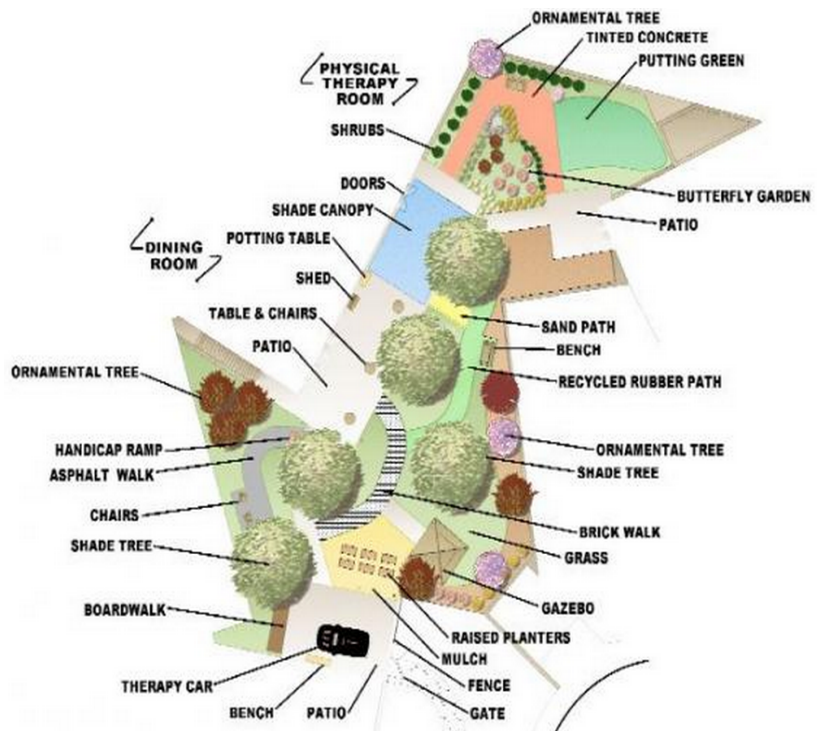 ORNAMENTAL TREE
TINTED CONCRETE
PUTTING GREEN
PHYSICAL
THERAPY
ROOM
SHRUBS
DOORS
SHADE CANOPY
BUTTERFLY GARDEN
PATIO
DINING
ROOM
POTTING TABLE
SHED
TABLE & CHAIRS
SAND PATH
BENCH
PATIO
RECYCLED RUBBER PATH
ORNAMENTAL TREE
HANDICAP RAMP
ORNAMENTAL TREE
ASPHALT WALK
SHADE TREE
CHAIRS
BRICK WALK
SHADE TREE
GRASS
BOARDWALK
GAZEBO
RAISED PLANTERS
MULCH
THERAPY CAR
FENCE
BENCH
PATIO
GATE